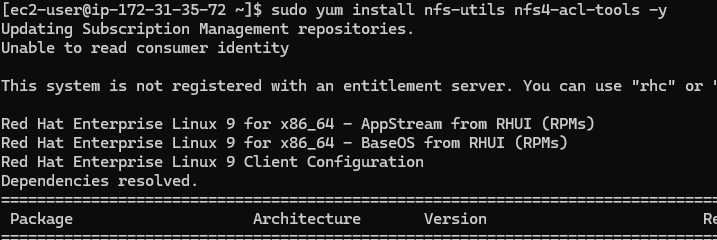 [ec2-user@ip-172-31-35-72 ~]$ sudo yum install nfs-utils nfs4-acl-tools -y
Updating Subscription Management repositories.
Unable to read consumer identity
This system is not registered with an entitlement server. You can use "rhc" or "
Red Hat Enterprise Linux 9 for x86_64 - AppStream from RHUI (RPMs)
Red Hat Enterprise Linux 9 for x86_64 - BaseOS from RHUI (RPMs)
Red Hat Enterprise Linux 9 Client Configuration
Dependencies resolved.
================================================================================
Package Architecture Version Re
================================================================================